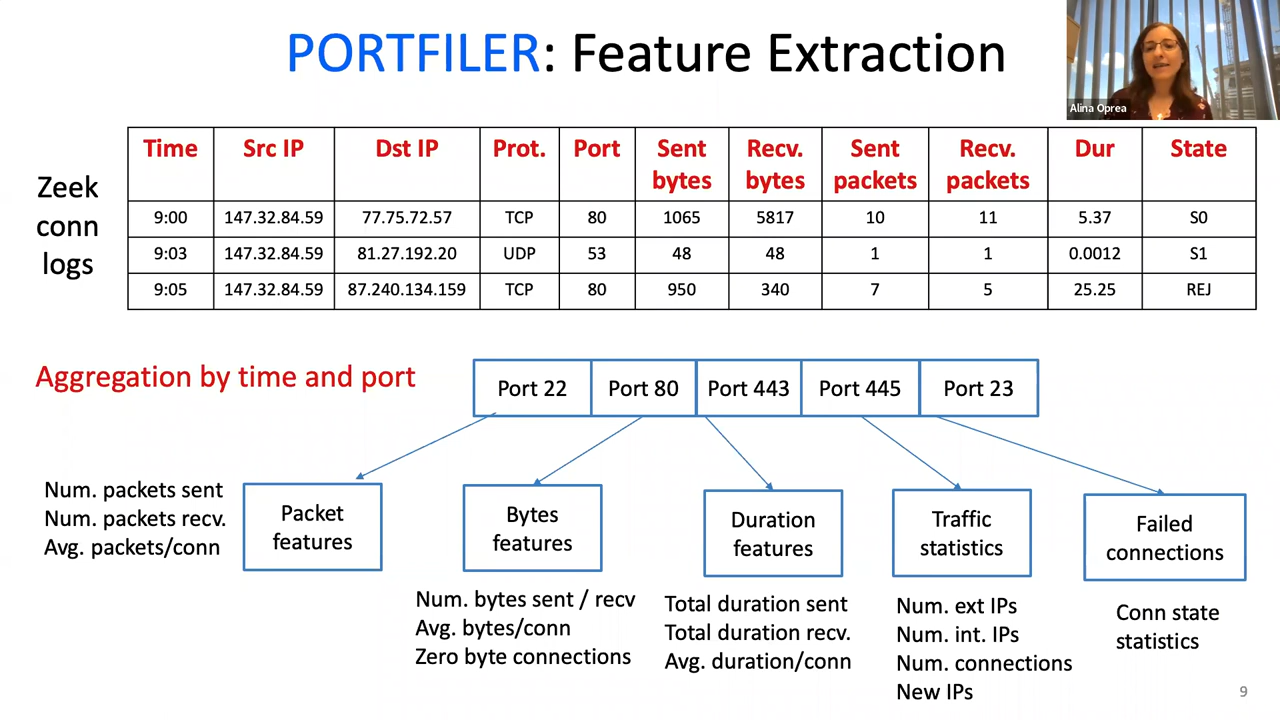 PORTFILER: Feature Extraction
Alina Oprea
Zeek
conn
logs
Time Src IP Dst IP Prot. Port Sent bytes Recv. bytes Sent packets Recv. packets Dur State
9:00 147.32.84.59 77.75.72.57 TCP 80 1065 5817 10 11 5.37 S0
9:03 147.32.84.59 81.27.192.20 UDP 53 48 48 1 1 0.0012 S1
9:05 147.32.84.59 87.240.134.159 TCP 80 950 340 7 5 25.25 REJ
Aggregation by time and port
Port 22 Port 80 Port 443 Port 445 Port 23
Num. packets sent
Num. packets recv.
Avg. packets/conn
Packet
features
Bytes
features
Num. bytes sent / recv
Avg. bytes/conn
Zero byte connections
Duration
features
Total duration sent
Total duration recv.
Avg. duration/conn
Traffic
statistics
Num. ext IPs
Num. int. IPs
Num. connections
New IPs
Failed
connections
Conn state
statistics
9